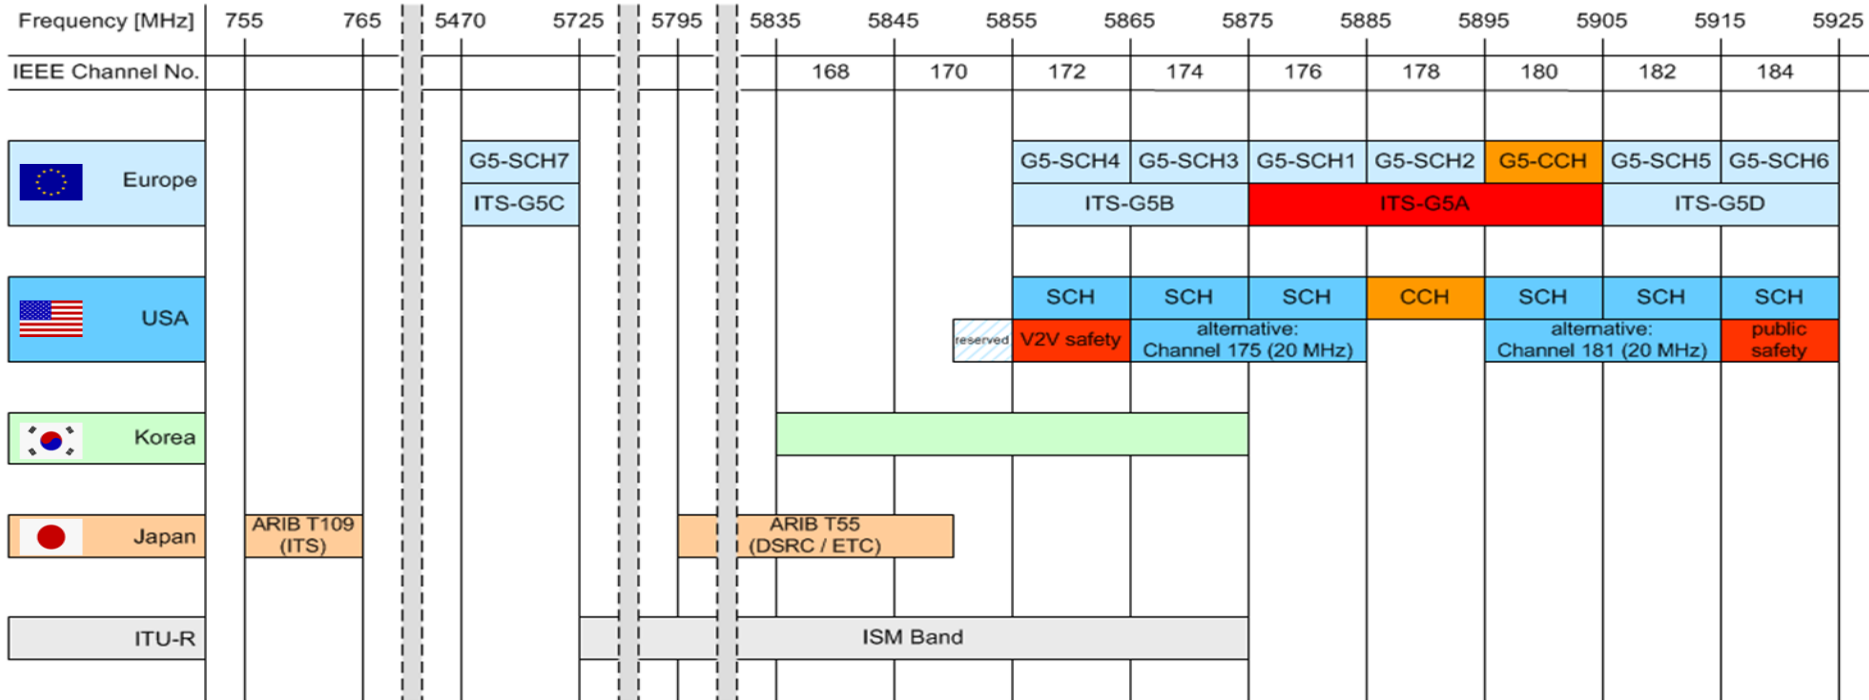 Frequency [MHz] 755 765 5470 5725 5795 5835 5845 5855 5865 5875 5885 5895 5905 5915 5925
IEEE Channel No. 168 170 172 174 176 178 180 182 184
Europe
G5-SCH7 G5-SCH4 G5-SCH3 G5-SCH1 G5-SCH2 G5-CCH G5-SCH5 G5-SCH6
ITS-G5C ITS-G5B ITS-G5A ITS-G5D
USA
SCH SCH SCH CCH SCH SCH SCH
reserved V2V safety
alternative:
Channel 175 (20 MHz)
alternative:
Channel 181 (20 MHz)
public
safety
Korea
Japan
ARIB T109
(ITS)
ARIB T55
(DSRC / ETC)
ITU-R ISM Band